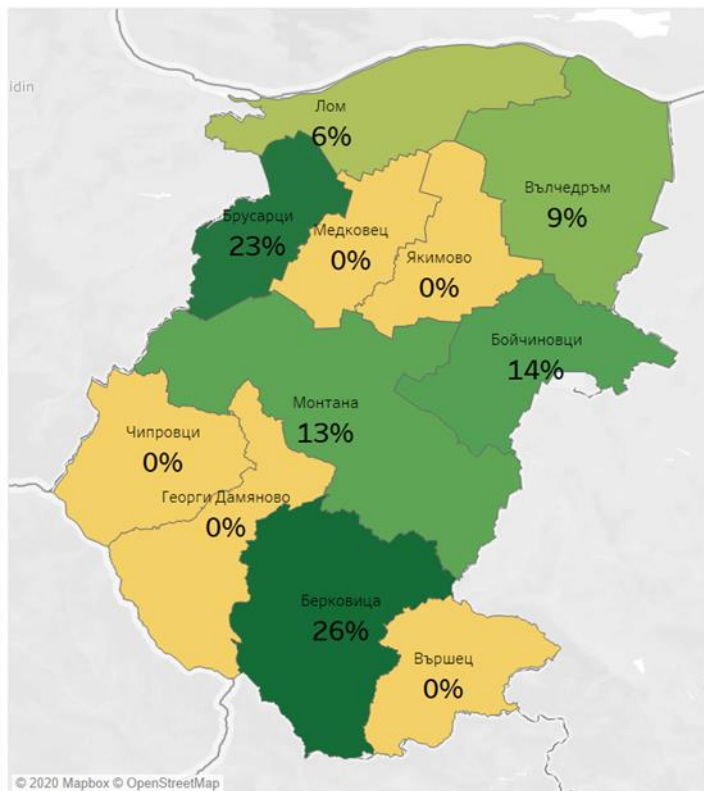 idin
Лом
6%
Вълчедръм
9%
Брусарци
23%
Медковец
0%
Якимово
0%
Бойчиновци
14%
Монтана
13%
Чипровци
0%
Георги Дамяново
0%
Берковица
26%
Вършец
0%
© 2020 Mapbox © OpenStreetMap